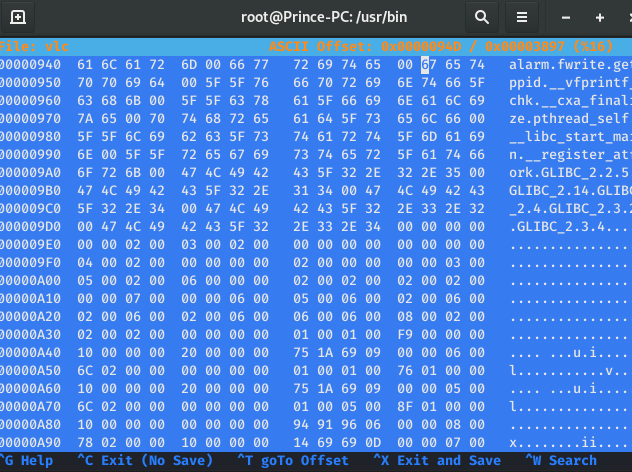 root@Prince-PC: /usr/bin
File: vlc ASCII Offset: 0x0000094D / 0x00003897 (%16)
00000940 61 6C 61 72 6D 00 66 77 72 69 74 65 00 67 65 74 alarm.fwrite.get
00000950 70 70 69 64 00 5F 5F 76 66 70 72 69 6E 74 66 5F ppid.__vfprintf_
00000960 63 68 6B 00 5F 5F 63 78 61 5F 66 69 6E 61 6C 69 chk.__cxa_finali
00000970 7A 65 00 70 74 68 72 65 61 64 5F 73 65 6C 66 00 ze.pthread_self.
00000980 5F 5F 6C 69 62 63 5F 73 74 61 72 74 5F 6D 61 69 __libc_start_mai
00000990 6E 00 5F 5F 72 65 67 69 73 74 65 72 5F 61 74 66 n.__register_atf
000009A0 6F 72 6B 00 47 4C 49 42 43 5F 32 2E 32 2E 35 00 ork.GLIBC_2.2.5.
000009B0 47 4C 49 42 43 5F 32 2E 31 34 00 47 4C 49 42 43 GLIBC_2.14.GLIBC
000009C0 5F 32 2E 34 00 47 4C 49 42 43 5F 32 2E 33 2E 32 _2.4.GLIBC_2.3.2
000009D0 00 47 4C 49 42 43 5F 32 2E 33 2E 34 00 00 00 00 .GLIBC_2.3.4....
000009E0 00 00 02 00 03 00 02 00 00 00 00 00 00 00 00 00 ................
000009F0 04 00 02 00 00 00 00 00 00 00 00 00 00 00 03 00 ................
00000A00 05 00 02 00 06 00 00 00 02 00 02 00 02 00 02 00 ................
00000A10 00 00 07 00 00 00 06 00 05 00 06 00 02 00 06 00 ................
00000A20 02 00 06 00 02 00 06 00 06 00 06 00 08 00 02 00 ................
00000A30 02 00 02 00 00 00 00 00 01 00 01 00 F9 00 00 00 ................
00000A40 10 00 00 00 20 00 00 00 75 1A 69 09 00 00 06 00 .... ...u.i.....
00000A50 6C 02 00 00 00 00 00 00 01 00 01 00 76 01 00 00 l...........v...
00000A60 10 00 00 00 20 00 00 00 75 1A 69 09 00 00 05 00 .... ...u.i.....
00000A70 6C 02 00 00 00 00 00 00 01 00 05 00 8F 01 00 00 l...............
00000A80 10 00 00 00 00 00 00 00 94 91 96 06 00 00 08 00 ................
00000A90 78 02 00 00 10 00 00 00 14 69 69 0D 00 00 07 00 x........ii.....
^G Help ^C Exit (No Save) ^T goTo Offset ^X Exit and Save ^W Search